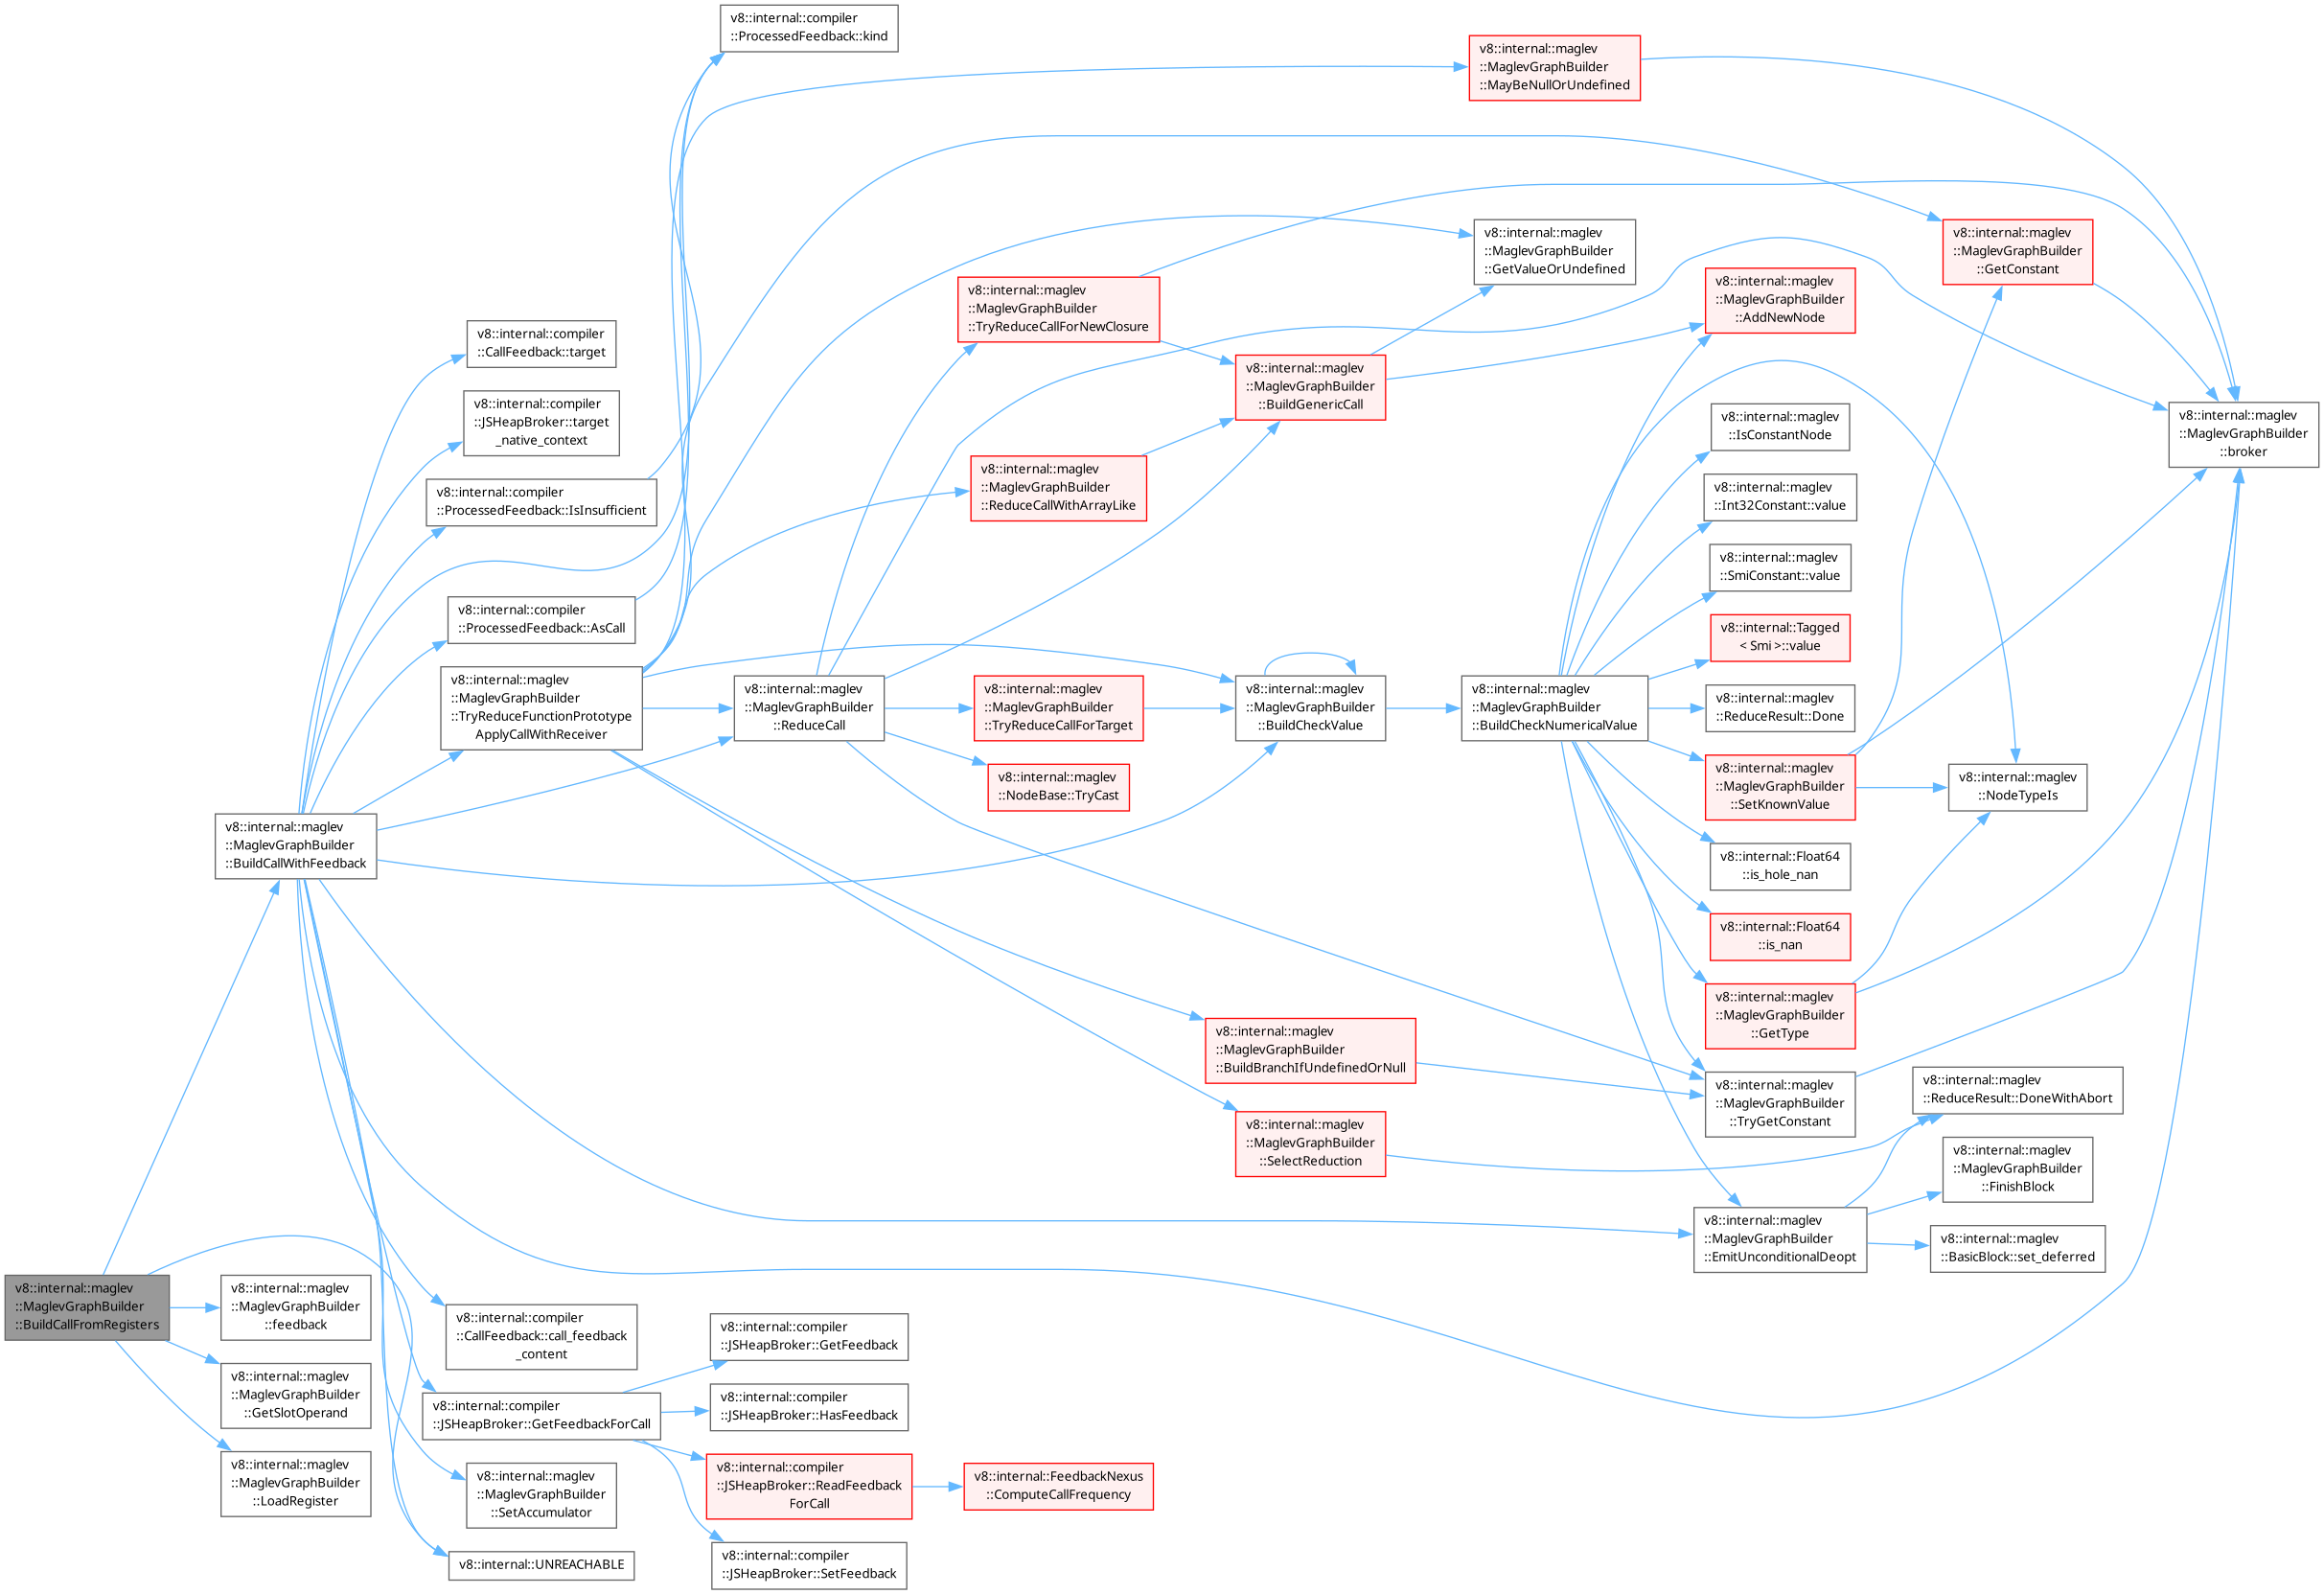 v8::internal::compiler
::ProcessedFeedback::kind
v8::internal::maglev
::MaglevGraphBuilder
::MayBeNullOrUndefined
v8::internal::maglev
::MaglevGraphBuilder
::GetValueOrUndefined
v8::internal::maglev
::MaglevGraphBuilder
::GetConstant
v8::internal::maglev
::MaglevGraphBuilder
::TryReduceCallForNewClosure
v8::internal::maglev
::MaglevGraphBuilder
::AddNewNode
v8::internal::compiler
::CallFeedback::target
v8::internal::maglev
::MaglevGraphBuilder
::BuildGenericCall
v8::internal::compiler
::JSHeapBroker::target
_native_context
v8::internal::maglev
::IsConstantNode
v8::internal::maglev
::MaglevGraphBuilder
::broker
v8::internal::compiler
::ProcessedFeedback::IsInsufficient
v8::internal::maglev
::MaglevGraphBuilder
::ReduceCallWithArrayLike
v8::internal::maglev
::Int32Constant::value
v8::internal::maglev
::SmiConstant::value
v8::internal::compiler
::ProcessedFeedback::AsCall
v8::internal::Tagged
< Smi >::value
v8::internal::maglev
::MaglevGraphBuilder
::TryReduceFunctionPrototype
ApplyCallWithReceiver
v8::internal::maglev
::MaglevGraphBuilder
::ReduceCall
v8::internal::maglev
::MaglevGraphBuilder
::TryReduceCallForTarget
v8::internal::maglev
::MaglevGraphBuilder
::BuildCheckValue
v8::internal::maglev
::MaglevGraphBuilder
::BuildCheckNumericalValue
v8::internal::maglev
::ReduceResult::Done
v8::internal::maglev
::NodeBase::TryCast
v8::internal::maglev
::MaglevGraphBuilder
::SetKnownValue
v8::internal::maglev
::NodeTypeIs
v8::internal::maglev
::MaglevGraphBuilder
::BuildCallWithFeedback
v8::internal::Float64
::is_hole_nan
v8::internal::Float64
::is_nan
v8::internal::maglev
::MaglevGraphBuilder
::GetType
v8::internal::maglev
::MaglevGraphBuilder
::BuildBranchIfUndefinedOrNull
v8::internal::maglev
::MaglevGraphBuilder
::TryGetConstant
v8::internal::maglev
::ReduceResult::DoneWithAbort
v8::internal::maglev
::MaglevGraphBuilder
::SelectReduction
v8::internal::maglev
::MaglevGraphBuilder
::FinishBlock
v8::internal::maglev
::MaglevGraphBuilder
::EmitUnconditionalDeopt
v8::internal::maglev
::BasicBlock::set_deferred
v8::internal::maglev
::MaglevGraphBuilder
::BuildCallFromRegisters
v8::internal::maglev
::MaglevGraphBuilder
::feedback
v8::internal::compiler
::CallFeedback::call_feedback
_content
v8::internal::compiler
::JSHeapBroker::GetFeedback
v8::internal::maglev
::MaglevGraphBuilder
::GetSlotOperand
v8::internal::compiler
::JSHeapBroker::GetFeedbackForCall
v8::internal::compiler
::JSHeapBroker::HasFeedback
v8::internal::maglev
::MaglevGraphBuilder
::LoadRegister
v8::internal::maglev
::MaglevGraphBuilder
::SetAccumulator
v8::internal::compiler
::JSHeapBroker::ReadFeedback
ForCall
v8::internal::FeedbackNexus
::ComputeCallFrequency
v8::internal::UNREACHABLE
v8::internal::compiler
::JSHeapBroker::SetFeedback